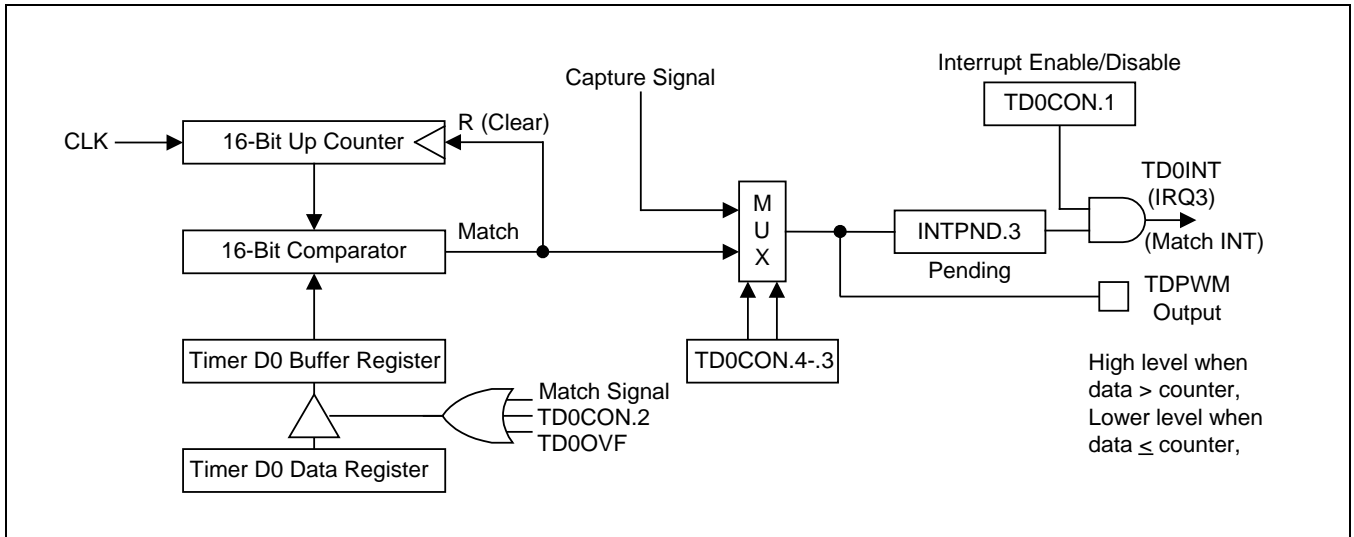 Interrupt Enable/Disable
Capture Signal
TD0CON.1
R (Clear)
CLK
16-Bit Up Counter
TD0INT
(IRQ3)
M
U
X
Match
16-Bit Comparator
INTPND.3
(Match INT)
Pending
TDPWM
Output
Timer D0 Buffer Register
TD0CON.4-.3
High level when
data > counter,
Lower level when
data ≤ counter,
Match Signal
TD0CON.2
TD0OVF
Timer D0 Data Register